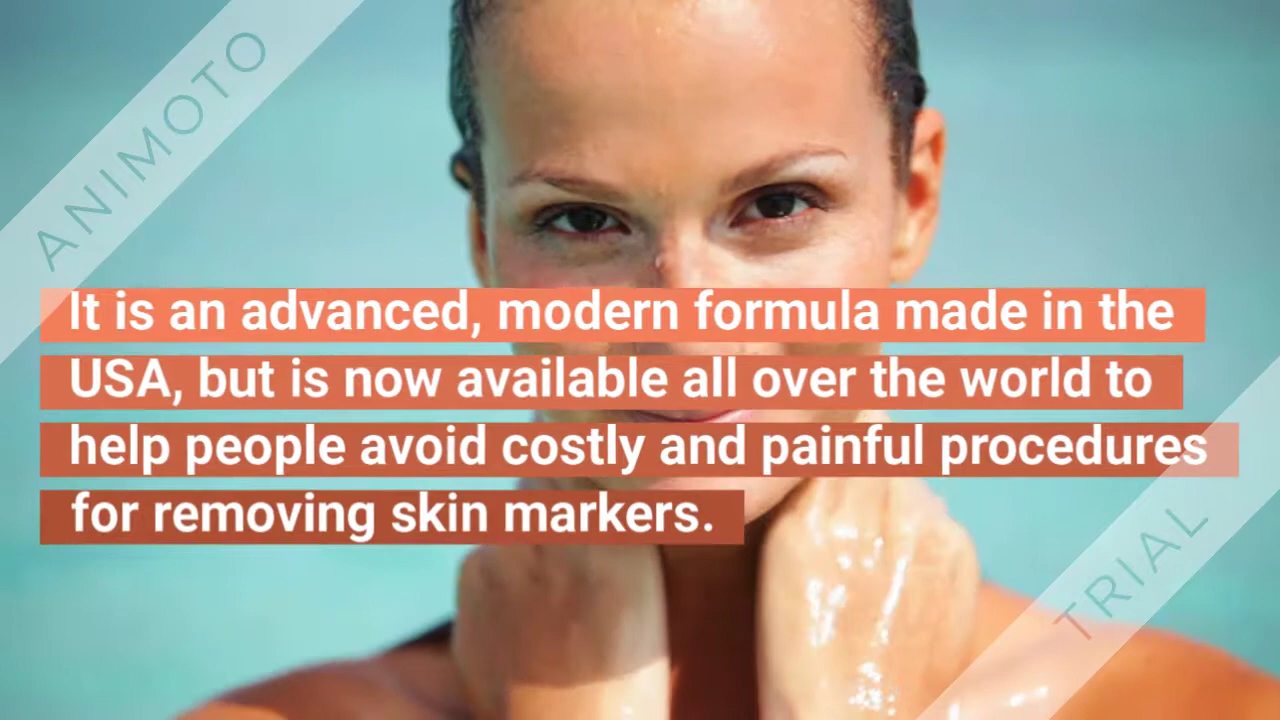 ANIMOTO
It is an advanced, modern formula made in the
USA, but is now available all over the world to
help people avoid costly and painful procedures
for removing skin markers.
TRIAL